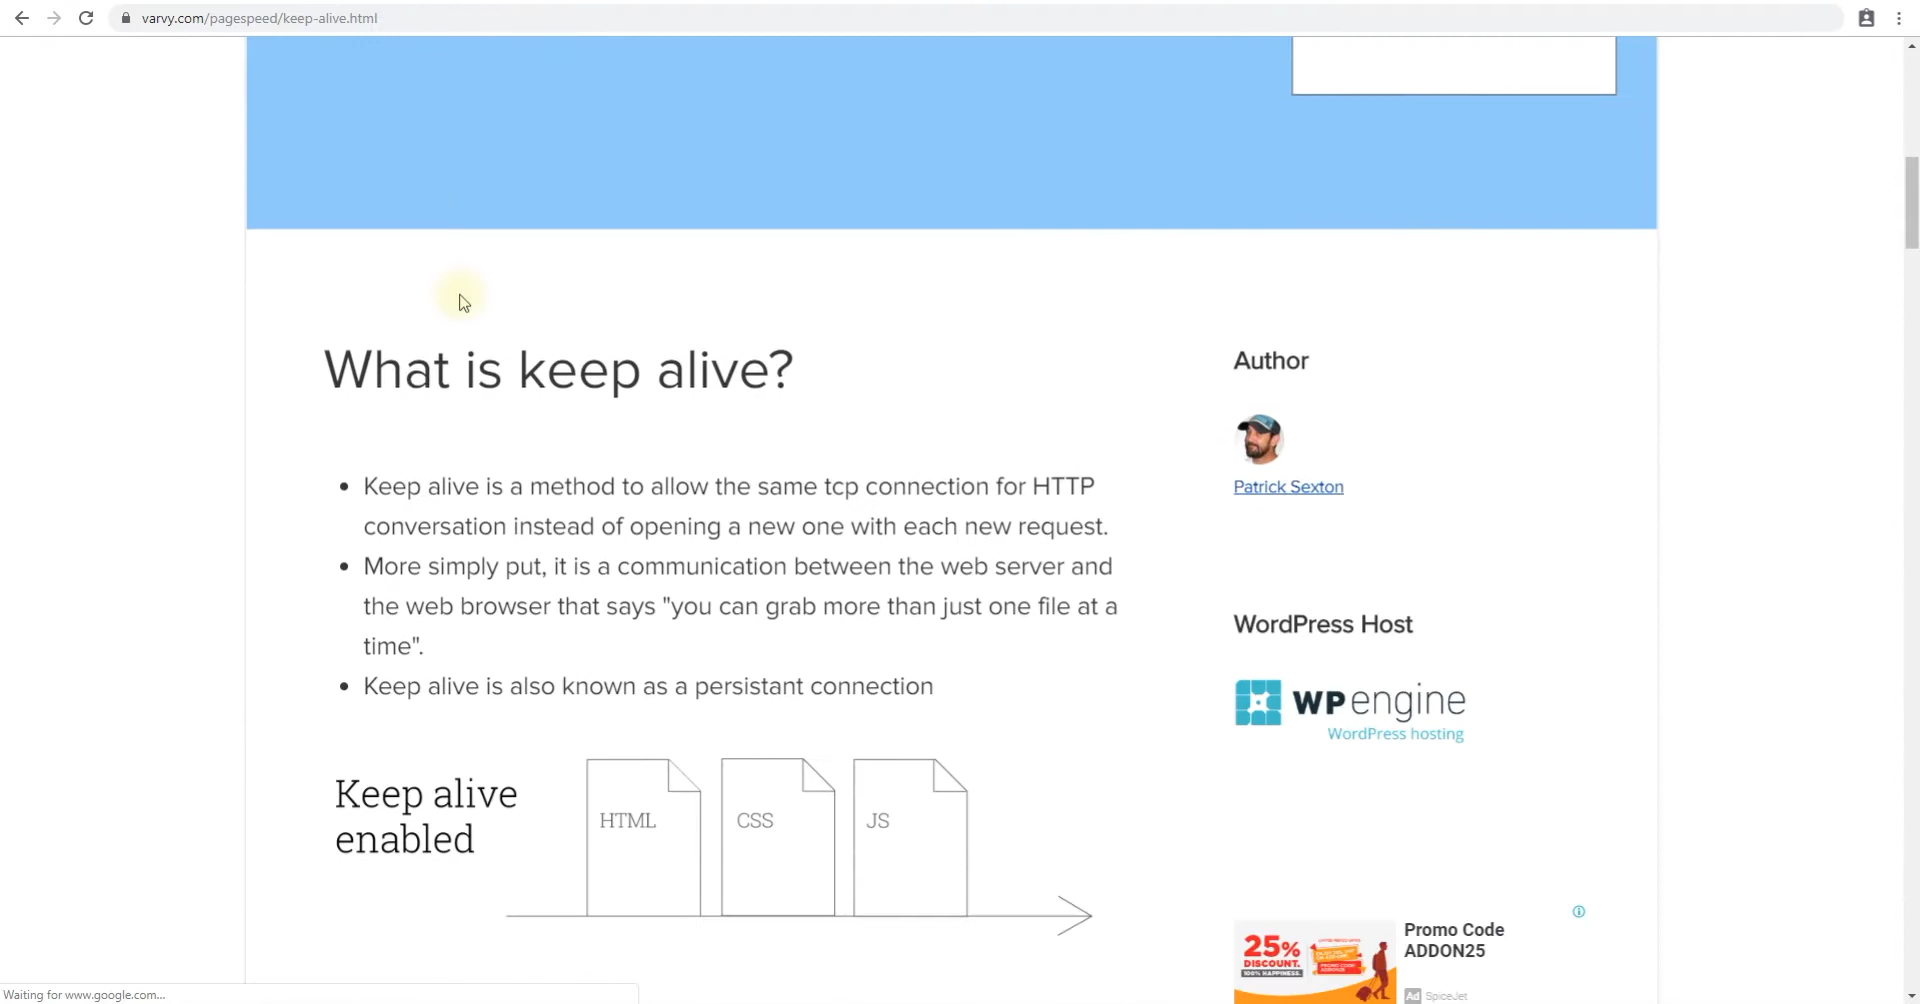 varvy.com/pagespeed/keep-alive.html
What is keep alive?
Keep alive is a method to allow the same tcp connection for HTTP
conversation instead of opening a new one with each new request.
More simply put, it is a communication between the web server and
the web browser that says "you can grab more than just one file at a
time".
Keep alive is also known as a persistant connection
Keep alive
enabled
HTML
CSS
JS
Author
Patrick Sexton
WordPress Host
WP engine
WordPress hosting
25%
DISCOUNT.
100% HAPPINESS.
Promo Code
ADDON25
Ad SpiceJet
Waiting for www.google.com...